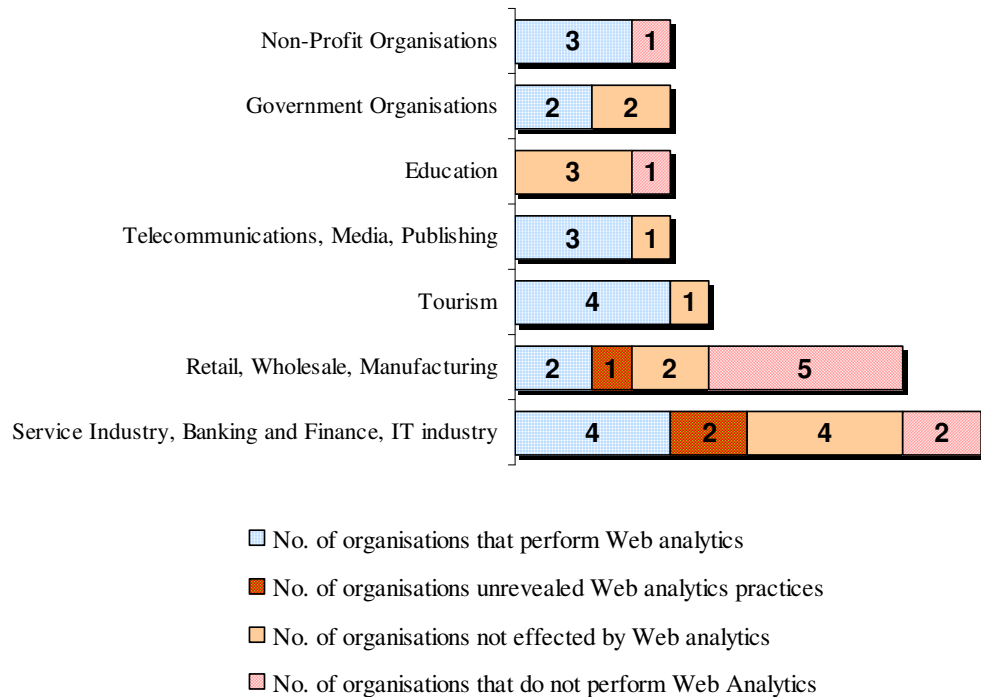 Non-Profit Organisations 3 1
Government Organisations 2 2
Education 3 1
Telecommunications, Media, Publishing 3 1
Tourism 4 1
Retail, Wholesale, Manufacturing 2 1 2 5
Service Industry, Banking and Finance, IT industry 4 2 4 2
No. of organisations that perform Web analytics
No. of organisations unrevealed Web analytics practices
No. of organisations not effected by Web analytics
No. of organisations that do not perform Web Analytics